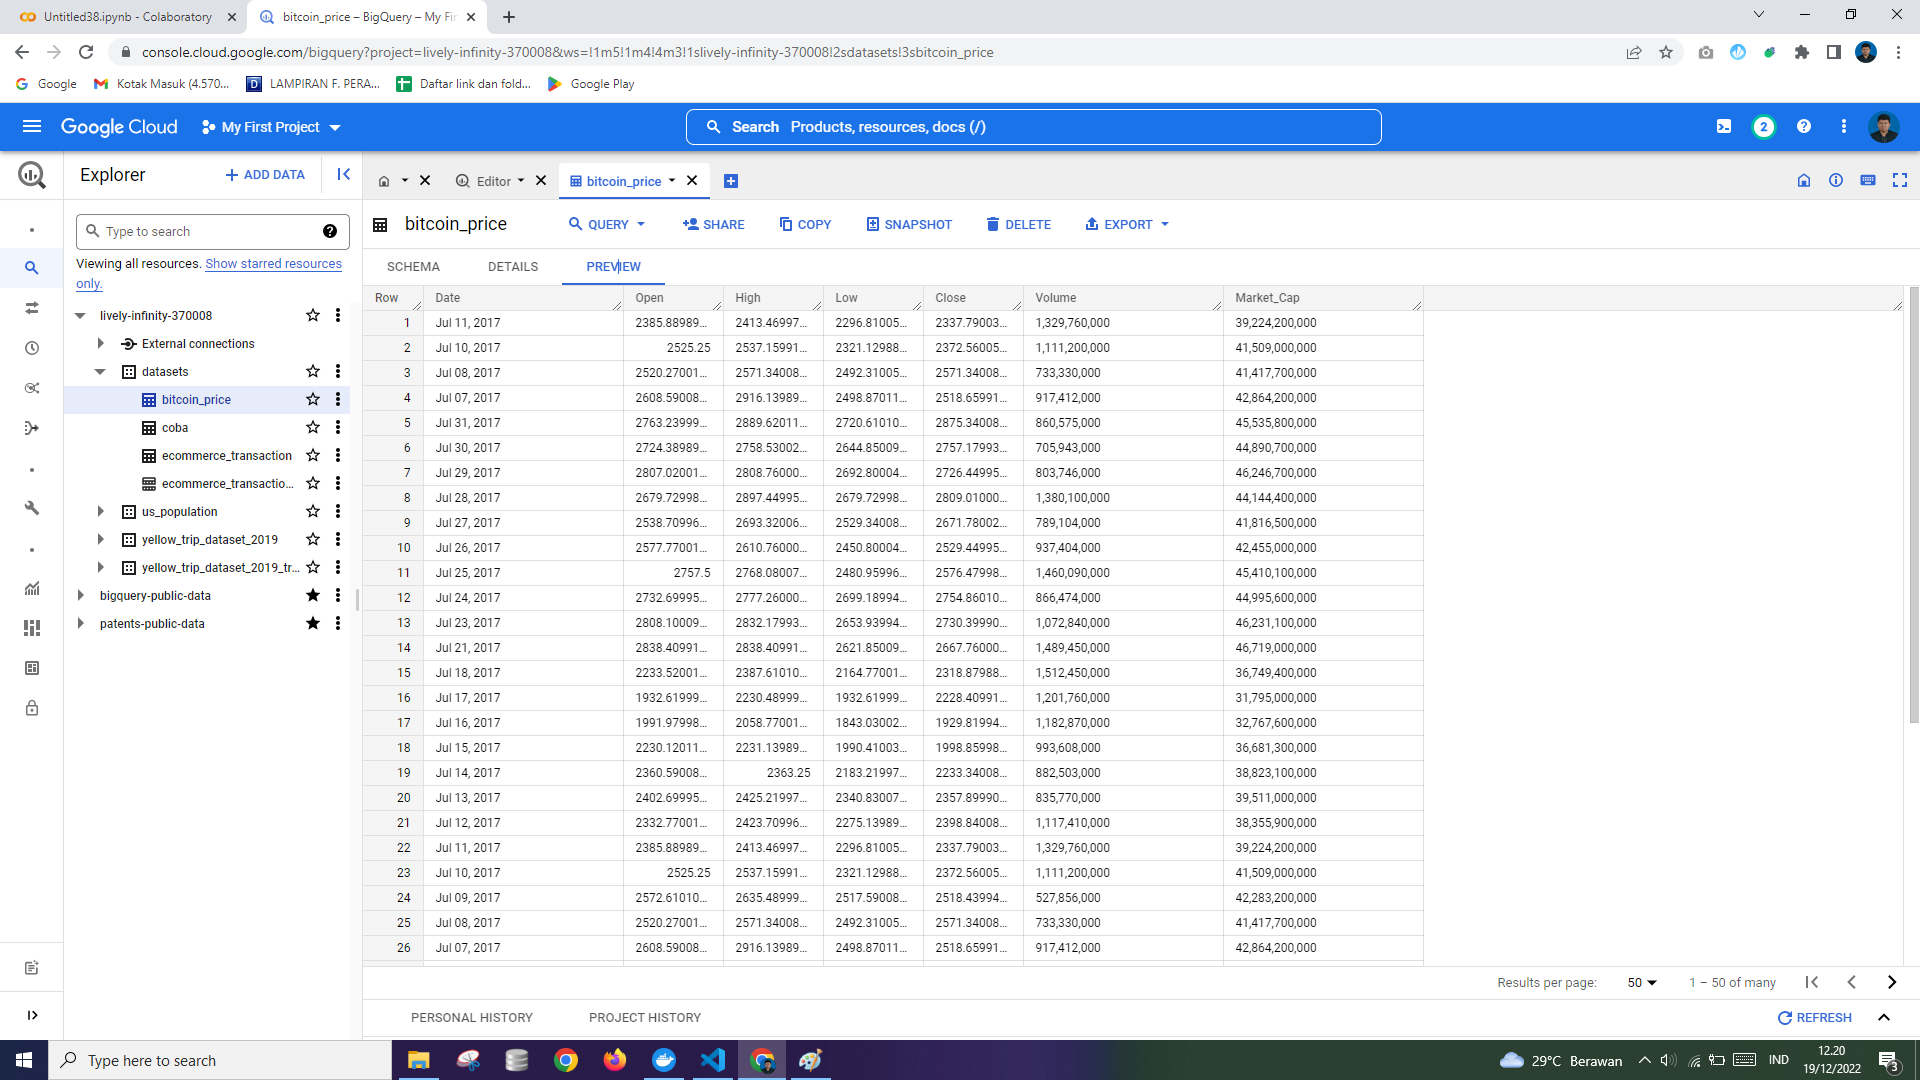 Untitled38.ipynb - Colaboratory
bitcoin_price – BigQuery – My Fir
console.cloud.google.com/bigquery?project=lively-infinity-370008&ws=!1m5!1m4!4m3!1slively-infinity-370008!2sdatasets!3sbitcoin_price
Google Kotak Masuk (4.570... LAMPIRAN F. PERA... Daftar link dan fold... Google Play
Google Cloud My First Project Search Products, resources, docs (/) 2
Explorer + ADD DATA
Editor bitcoin_price
Type to search
Viewing all resources. Show starred resources only.
lively-infinity-370008
External connections
datasets
bitcoin_price
coba
ecommerce_transaction
ecommerce_transactio...
us_population
yellow_trip_dataset_2019
yellow_trip_dataset_2019_tr...
bigquery-public-data
patents-public-data
bitcoin_price QUERY SHARE COPY SNAPSHOT DELETE EXPORT
SCHEMA DETAILS PREVIEW
Row Date Open High Low Close Volume Market_Cap
1 Jul 11, 2017 2385.88989... 2413.46997... 2296.81005... 2337.79003... 1,329,760,000 39,224,200,000
2 Jul 10, 2017 2525.25 2537.15991... 2321.12988... 2372.56005... 1,111,200,000 41,509,000,000
3 Jul 08, 2017 2520.27001... 2571.34008... 2492.31005... 2571.34008... 733,330,000 41,417,700,000
4 Jul 07, 2017 2608.59008... 2916.13989... 2498.87011... 2518.65991... 917,412,000 42,864,200,000
5 Jul 31, 2017 2763.23999... 2889.62011... 2720.61010... 2875.34008... 860,575,000 45,535,800,000
6 Jul 30, 2017 2724.38989... 2758.53002... 2644.85009... 2757.17993... 705,943,000 44,890,700,000
7 Jul 29, 2017 2807.02001... 2808.76000... 2692.80004... 2726.44995... 803,746,000 46,246,700,000
8 Jul 28, 2017 2679.72998... 2897.44995... 2679.72998... 2809.01000... 1,380,100,000 44,144,400,000
9 Jul 27, 2017 2538.70996... 2693.32006... 2529.34008... 2671.78002... 789,104,000 41,816,500,000
10 Jul 26, 2017 2577.77001... 2610.76000... 2450.80004... 2529.44995... 937,404,000 42,455,000,000
11 Jul 25, 2017 2757.5 2768.08007... 2480.95996... 2576.47998... 1,460,090,000 45,410,100,000
12 Jul 24, 2017 2732.69995... 2777.26000... 2699.18994... 2754.86010... 866,474,000 44,995,600,000
13 Jul 23, 2017 2808.10009... 2832.17993... 2653.93994... 2730.39990... 1,072,840,000 46,231,100,000
14 Jul 21, 2017 2838.40991... 2838.40991... 2621.85009... 2667.76000... 1,489,450,000 46,719,000,000
15 Jul 18, 2017 2233.52001... 2387.61010... 2164.77001... 2318.87988... 1,512,450,000 36,749,400,000
16 Jul 17, 2017 1932.61999... 2230.48999... 1932.61999... 2228.40991... 1,201,760,000 31,795,000,000
17 Jul 16, 2017 1991.97998... 2058.77001... 1843.03002... 1929.81994... 1,182,870,000 32,767,600,000
18 Jul 15, 2017 2230.12011... 2231.13989... 1990.41003... 1998.85998... 993,608,000 36,681,300,000
19 Jul 14, 2017 2360.59008... 2363.25 2183.21997... 2233.34008... 882,503,000 38,823,100,000
20 Jul 13, 2017 2402.69995... 2425.21997... 2340.83007... 2357.89990... 835,770,000 39,511,000,000
21 Jul 12, 2017 2332.77001... 2423.70996... 2275.13989... 2398.84008... 1,117,410,000 38,355,900,000
22 Jul 11, 2017 2385.88989... 2413.46997... 2296.81005... 2337.79003... 1,329,760,000 39,224,200,000
23 Jul 10, 2017 2525.25 2537.15991... 2321.12988... 2372.56005... 1,111,200,000 41,509,000,000
24 Jul 09, 2017 2572.61010... 2635.48999... 2517.59008... 2518.43994... 527,856,000 42,283,200,000
25 Jul 08, 2017 2520.27001... 2571.34008... 2492.31005... 2571.34008... 733,330,000 41,417,700,000
26 Jul 07, 2017 2608.59008... 2916.13989... 2498.87011... 2518.65991... 917,412,000 42,864,200,000
Results per page: 50 1 – 50 of many
PERSONAL HISTORY PROJECT HISTORY REFRESH
Type here to search
29°C Berawan IND 12.20
19/12/2022 3